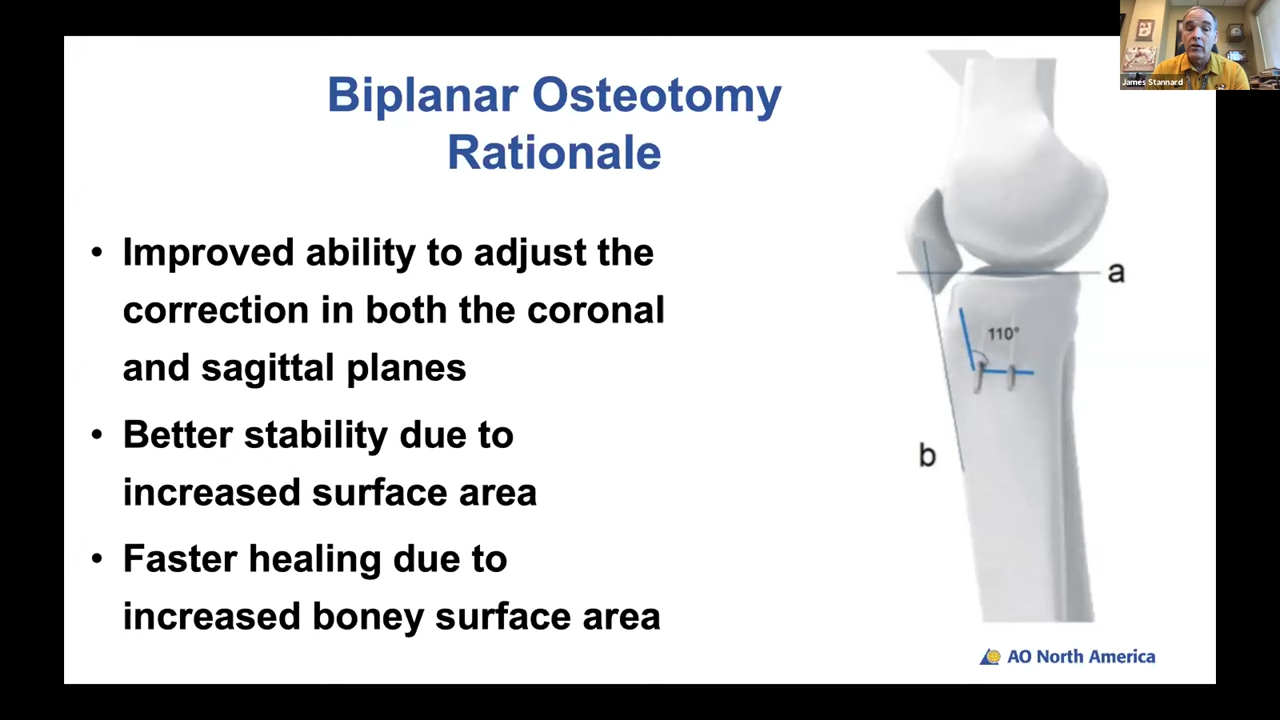 James Stannard
Biplanar Osteotomy
Rationale
• Improved ability to adjust the
correction in both the coronal
and sagittal planes
• Better stability due to
increased surface area
• Faster healing due to
increased boney surface area
a
110°
b
AO North America